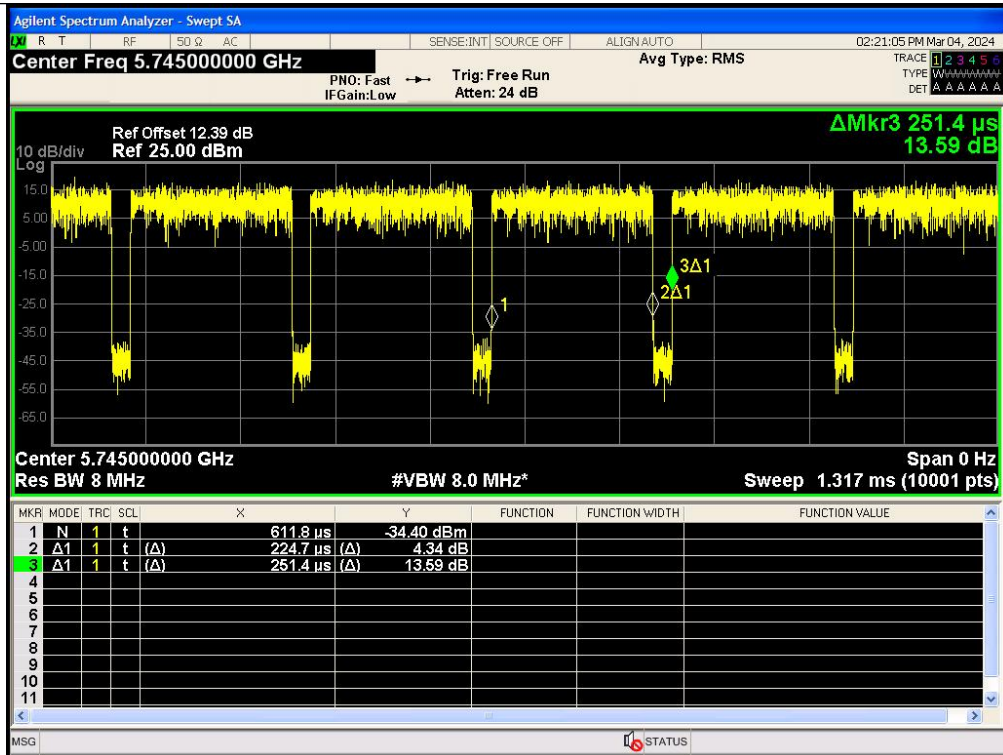 Agilent Spectrum Analyzer - Swept SA
LXI R T RF 50 Ω AC SENSE:INT SOURCE OFF ALIGN AUTO 02:21:05 PM Mar 04, 2024
Center Freq 5.745000000 GHz Avg Type: RMS TRACE 1 2 3 4 5 6
PNO: Fast Trig: Free Run TYPE WWWWWW
IFGain:Low Atten: 24 dB DET A A A A A A
ΔMkr3 251.4 µs
Ref Offset 12.39 dB
10 dB/div Ref 25.00 dBm 13.59 dB
Log
15.0
5.00
-5.00
-15.0
-25.0
-35.0
-45.0
-55.0
-65.0
3Δ1
2Δ1
1
Center 5.745000000 GHz Span 0 Hz
Res BW 8 MHz #VBW 8.0 MHz* Sweep 1.317 ms (10001 pts)
MKR MODE TRC SCL X Y FUNCTION FUNCTION WIDTH FUNCTION VALUE
1 N 1 t 611.8 µs -34.40 dBm
2 Δ1 1 t (Δ) 224.7 µs (Δ) 4.34 dB
3 Δ1 1 t (Δ) 251.4 µs (Δ) 13.59 dB
4
5
6
7
8
9
10
11
MSG STATUS